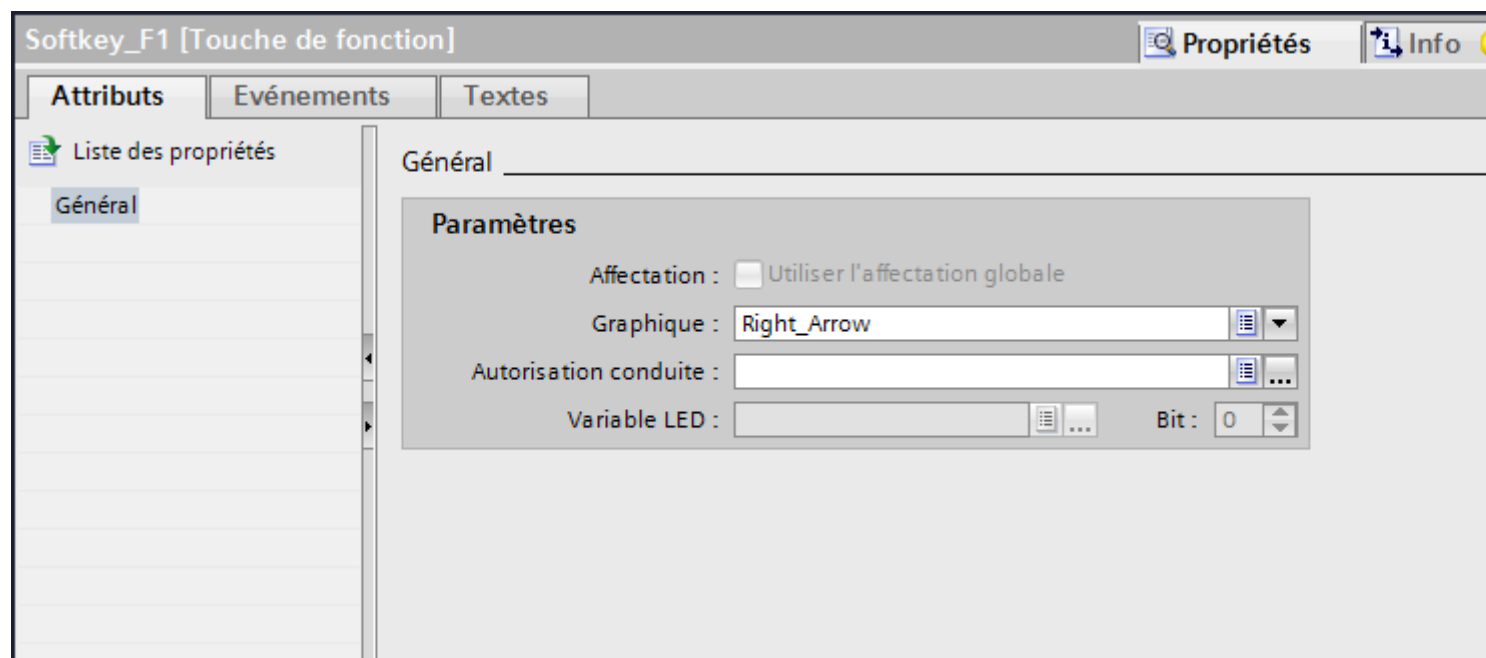 Softkey_F1 [Touche de fonction]
Propriétés
Info
Attributs
Evénements
Textes
Liste des propriétés
Général
Général
Paramètres
Affectation : Utiliser l'affectation globale
Graphique : Right_Arrow
Autorisation conduite : ...
Variable LED : ... Bit : 0